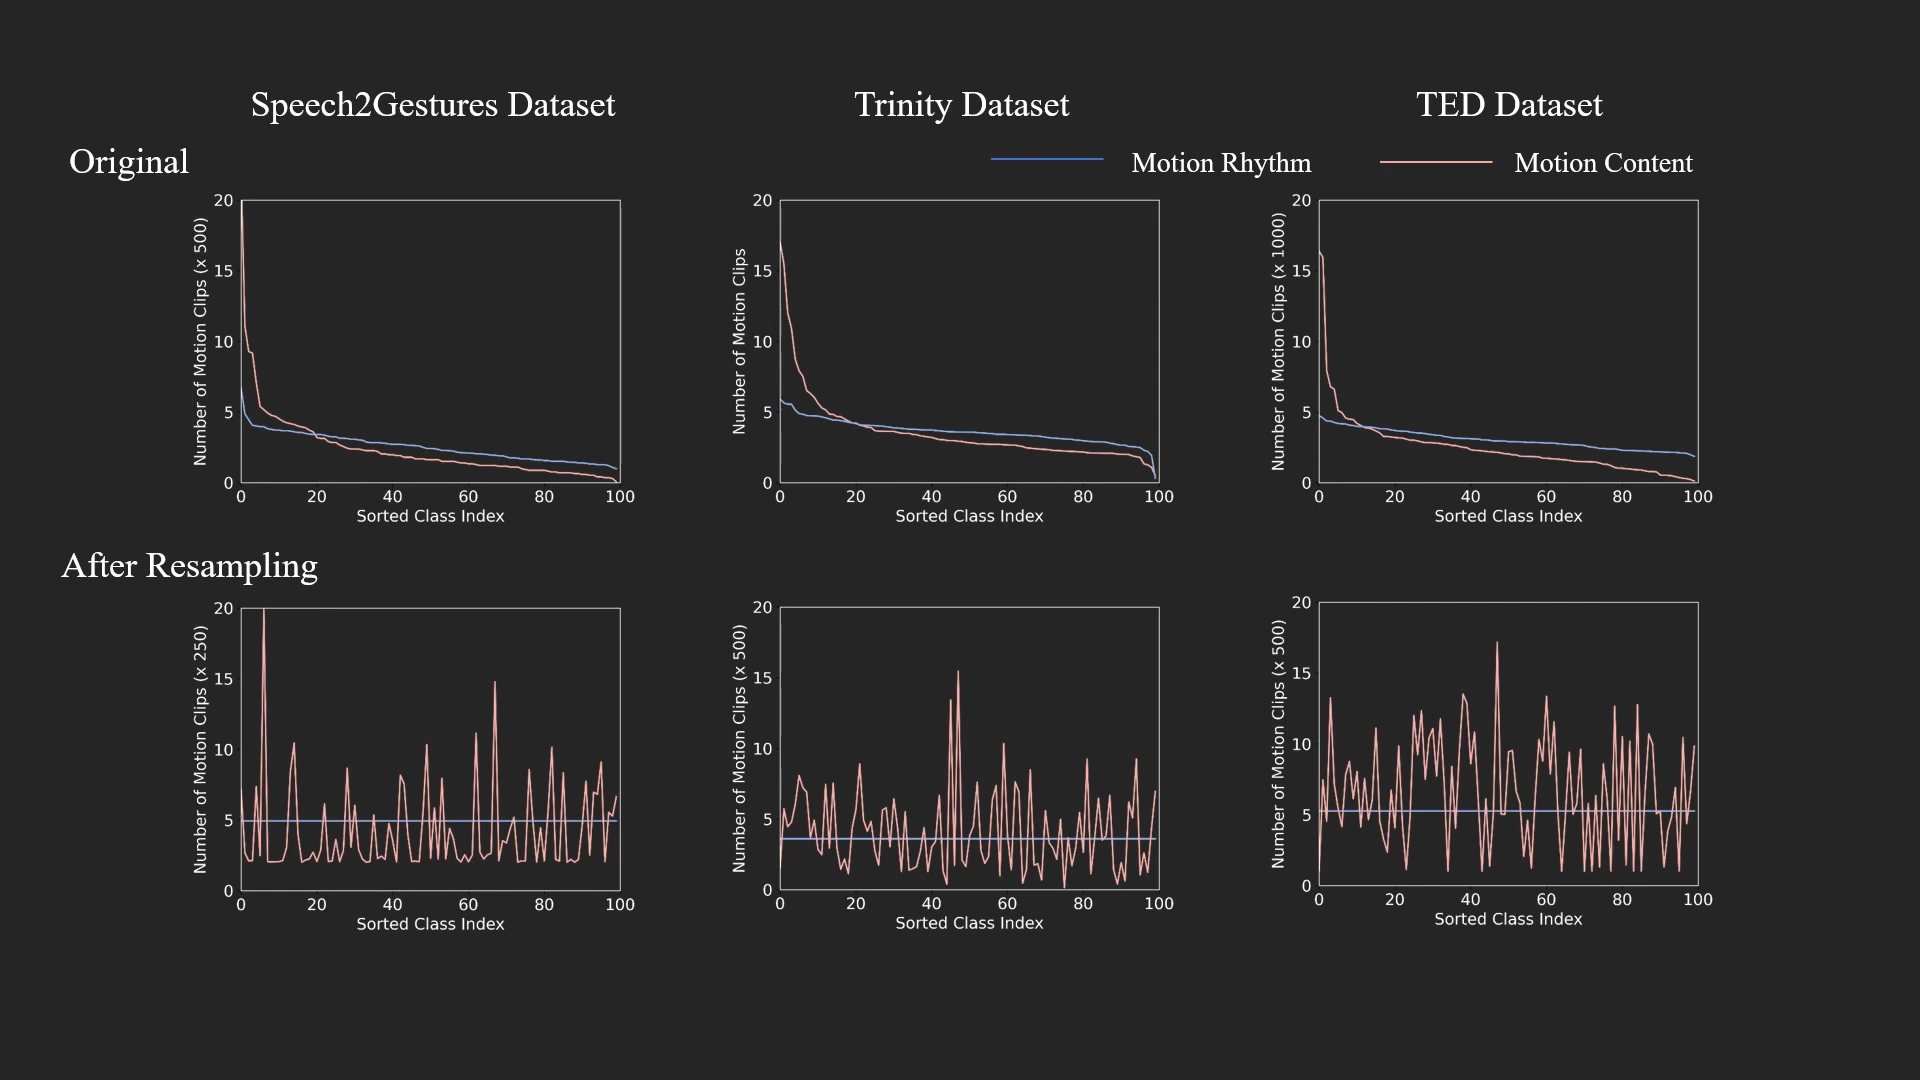 Speech2Gestures Dataset
Trinity Dataset
TED Dataset
Original
Motion Rhythm
Motion Content
Number of Motion Clips (x 500)
20
15
10
5
0
0 20 40 60 80 100
Sorted Class Index
Number of Motion Clips
20
15
10
5
0
0 20 40 60 80 100
Sorted Class Index
Number of Motion Clips (x 1000)
20
15
10
5
0
0 20 40 60 80 100
Sorted Class Index
After Resampling
Number of Motion Clips (x 250)
20
15
10
5
0
0 20 40 60 80 100
Sorted Class Index
Number of Motion Clips (x 500)
20
15
10
5
0
0 20 40 60 80 100
Sorted Class Index
Number of Motion Clips (x 500)
20
15
10
5
0
0 20 40 60 80 100
Sorted Class Index